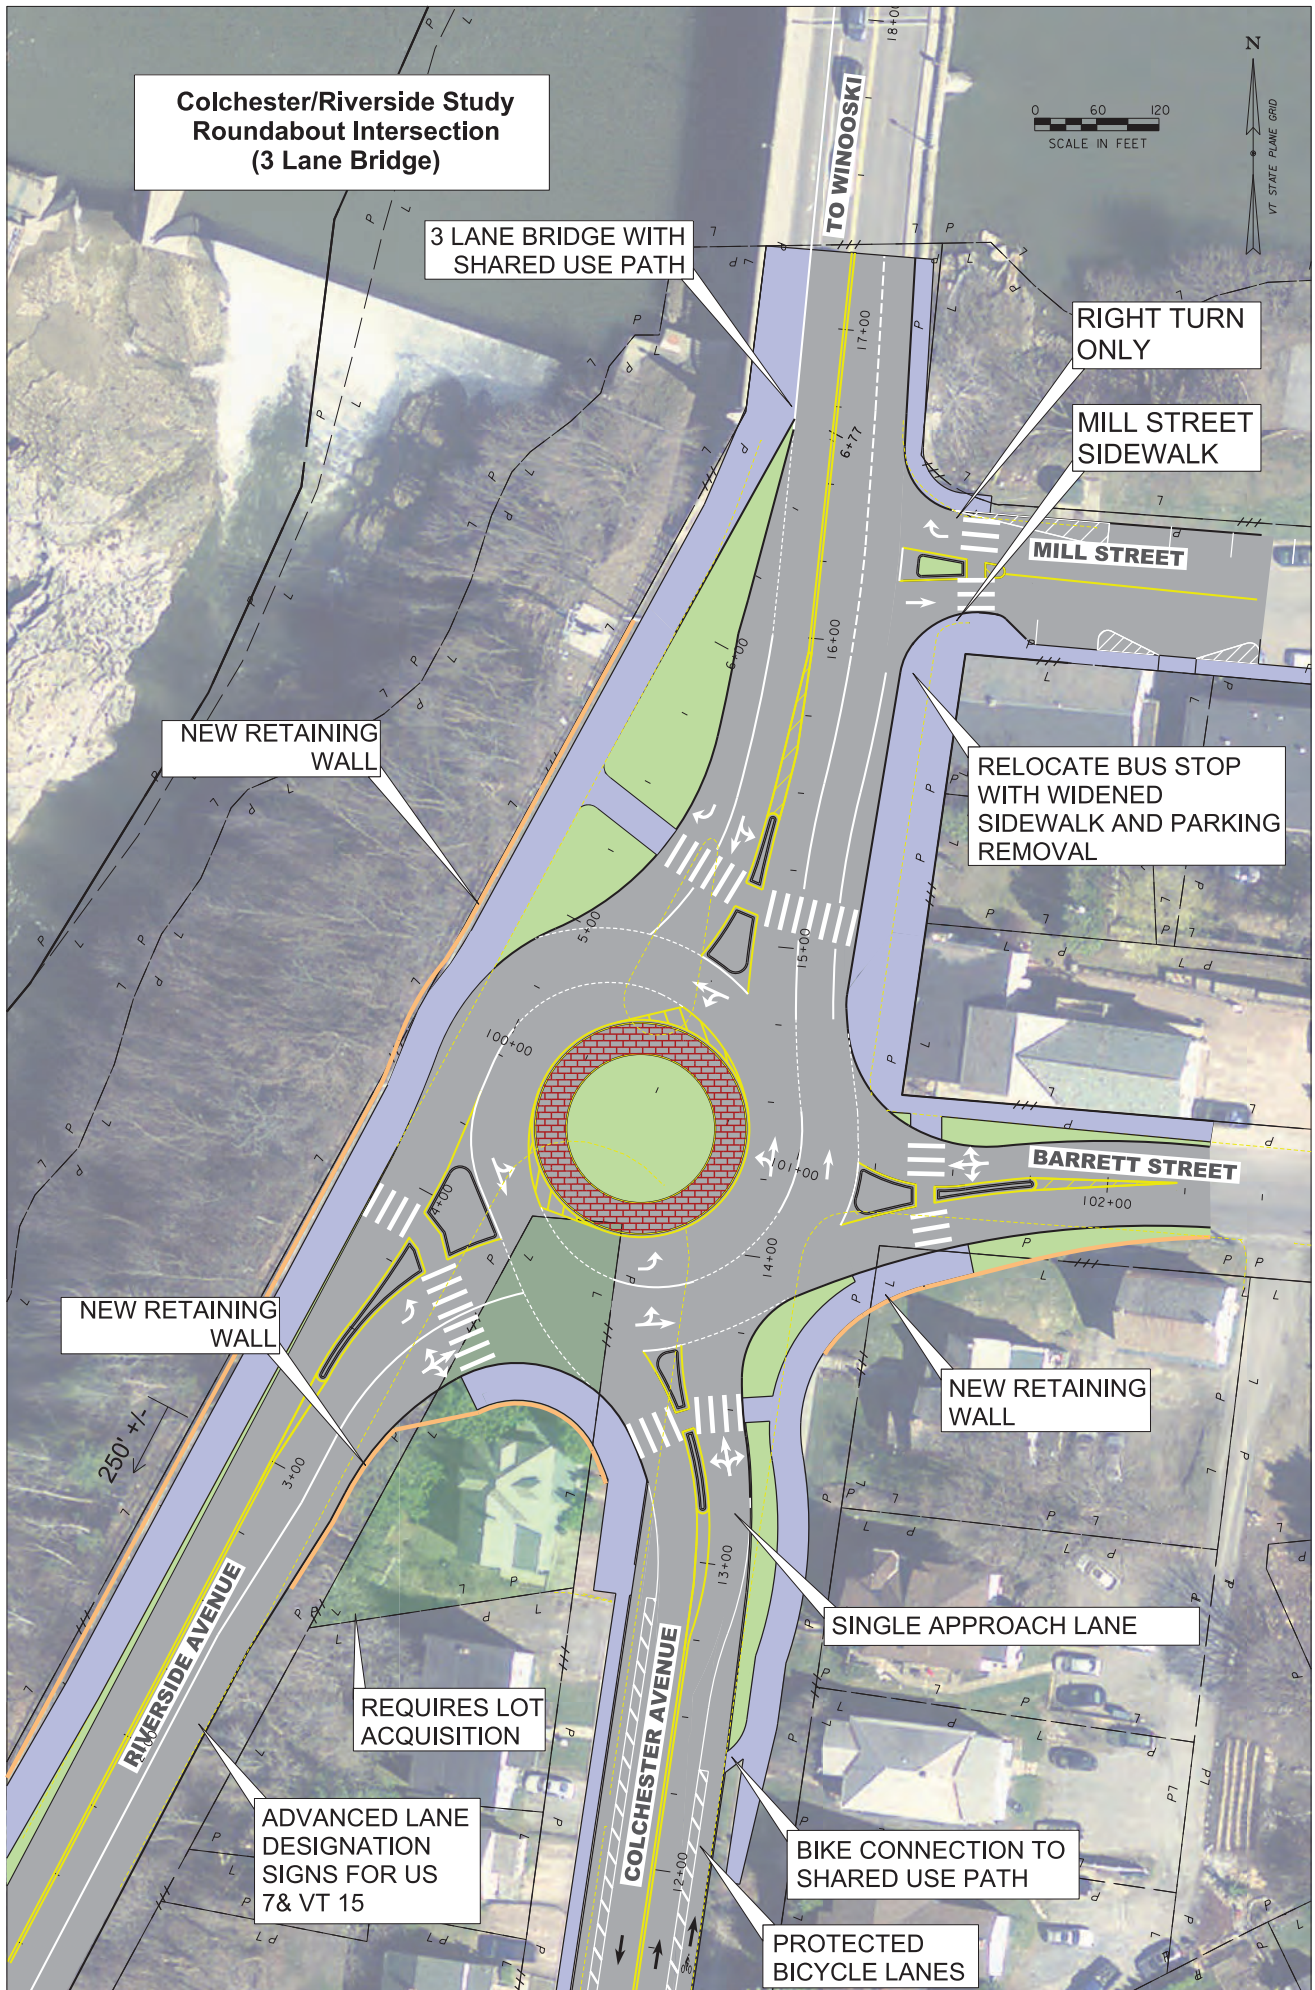 Colchester/Riverside Study
Roundabout Intersection
(3 Lane Bridge)
18+00
N
0 60 120
SCALE IN FEET
VT STATE PLANE GRID
TO WINOOSKI
3 LANE BRIDGE WITH
SHARED USE PATH
17+00
RIGHT TURN
ONLY
6+77
MILL STREET
SIDEWALK
MILL STREET
16+00
6+00
NEW RETAINING
WALL
RELOCATE BUS STOP
WITH WIDENED
SIDEWALK AND PARKING
REMOVAL
5+00
15+00
100+00
101+00
BARRETT STREET
102+00
4+00
14+00
NEW RETAINING
WALL
NEW RETAINING
WALL
250' +/-
3+00
13+00
RIVERSIDE AVENUE
SINGLE APPROACH LANE
COLCHESTER AVENUE
REQUIRES LOT
ACQUISITION
ADVANCED LANE
DESIGNATION
SIGNS FOR US
7& VT 15
BIKE CONNECTION TO
SHARED USE PATH
12+00
PROTECTED
BICYCLE LANES